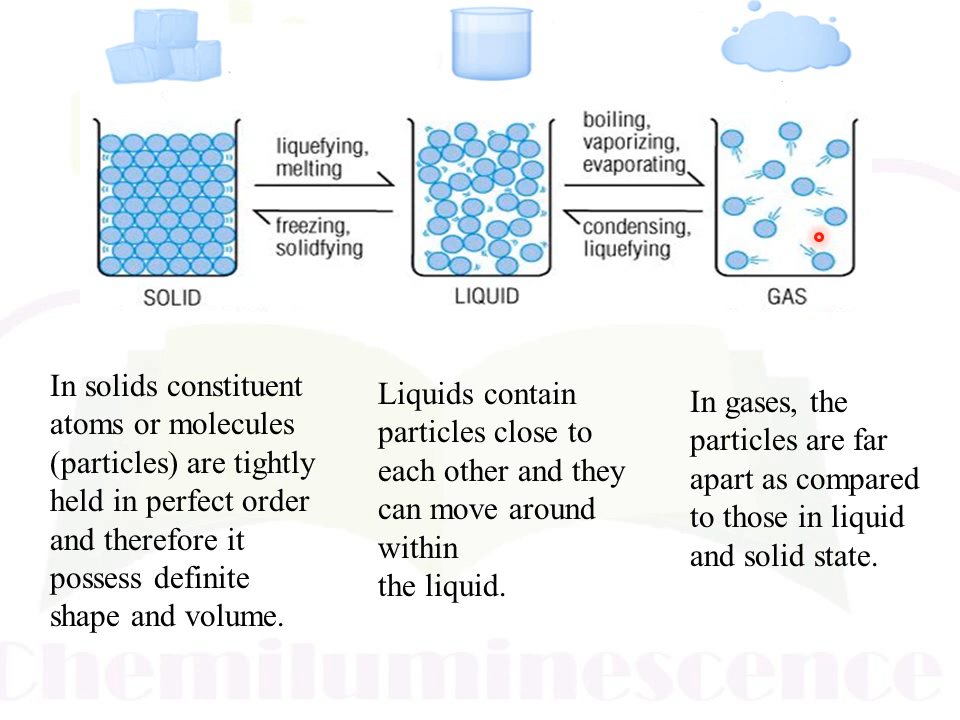 liquefying,
melting
freezing,
solidfying
boiling,
vaporizing,
evaporating
condensing,
liquefying
SOLID
LIQUID
GAS
In solids constituent
atoms or molecules
(particles) are tightly
held in perfect order
and therefore it
possess definite
shape and volume.
Liquids contain
particles close to
each other and they
can move around
within
the liquid.
In gases, the
particles are far
apart as compared
to those in liquid
and solid state.
Chemiluminescence